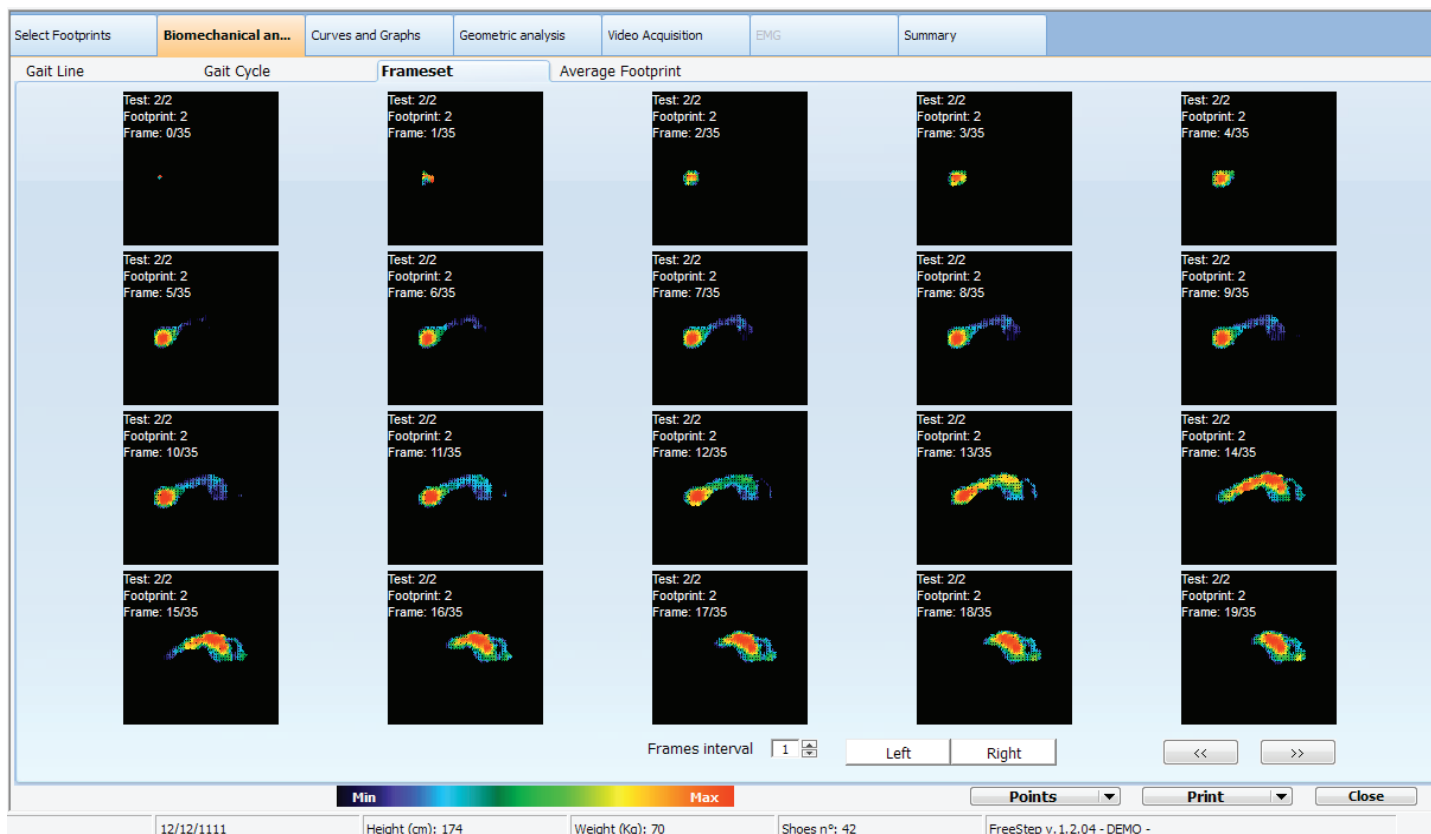 Select Footprints Biomechanical an... Curves and Graphs Geometric analysis Video Acquisition EMG Summary
Gait Line Gait Cycle Frameset Average Footprint
Test: 2/2 Test: 2/2 Test: 2/2 Test: 2/2 Test: 2/2
Footprint: 2 Footprint: 2 Footprint: 2 Footprint: 2 Footprint: 2
Frame: 0/35 Frame: 1/35 Frame: 2/35 Frame: 3/35 Frame: 4/35
Test: 2/2 Test: 2/2 Test: 2/2 Test: 2/2 Test: 2/2
Footprint: 2 Footprint: 2 Footprint: 2 Footprint: 2 Footprint: 2
Frame: 5/35 Frame: 6/35 Frame: 7/35 Frame: 8/35 Frame: 9/35
Test: 2/2 Test: 2/2 Test: 2/2 Test: 2/2 Test: 2/2
Footprint: 2 Footprint: 2 Footprint: 2 Footprint: 2 Footprint: 2
Frame: 10/35 Frame: 11/35 Frame: 12/35 Frame: 13/35 Frame: 14/35
Test: 2/2 Test: 2/2 Test: 2/2 Test: 2/2 Test: 2/2
Footprint: 2 Footprint: 2 Footprint: 2 Footprint: 2 Footprint: 2
Frame: 15/35 Frame: 16/35 Frame: 17/35 Frame: 18/35 Frame: 19/35
Frames interval 1 Left Right << >>
Min Max Points Print Close
12/12/1111 Height (cm): 174 Weight (Kg): 70 Shoes n°: 42 FreeStep v.1.2.04 - DEMO -